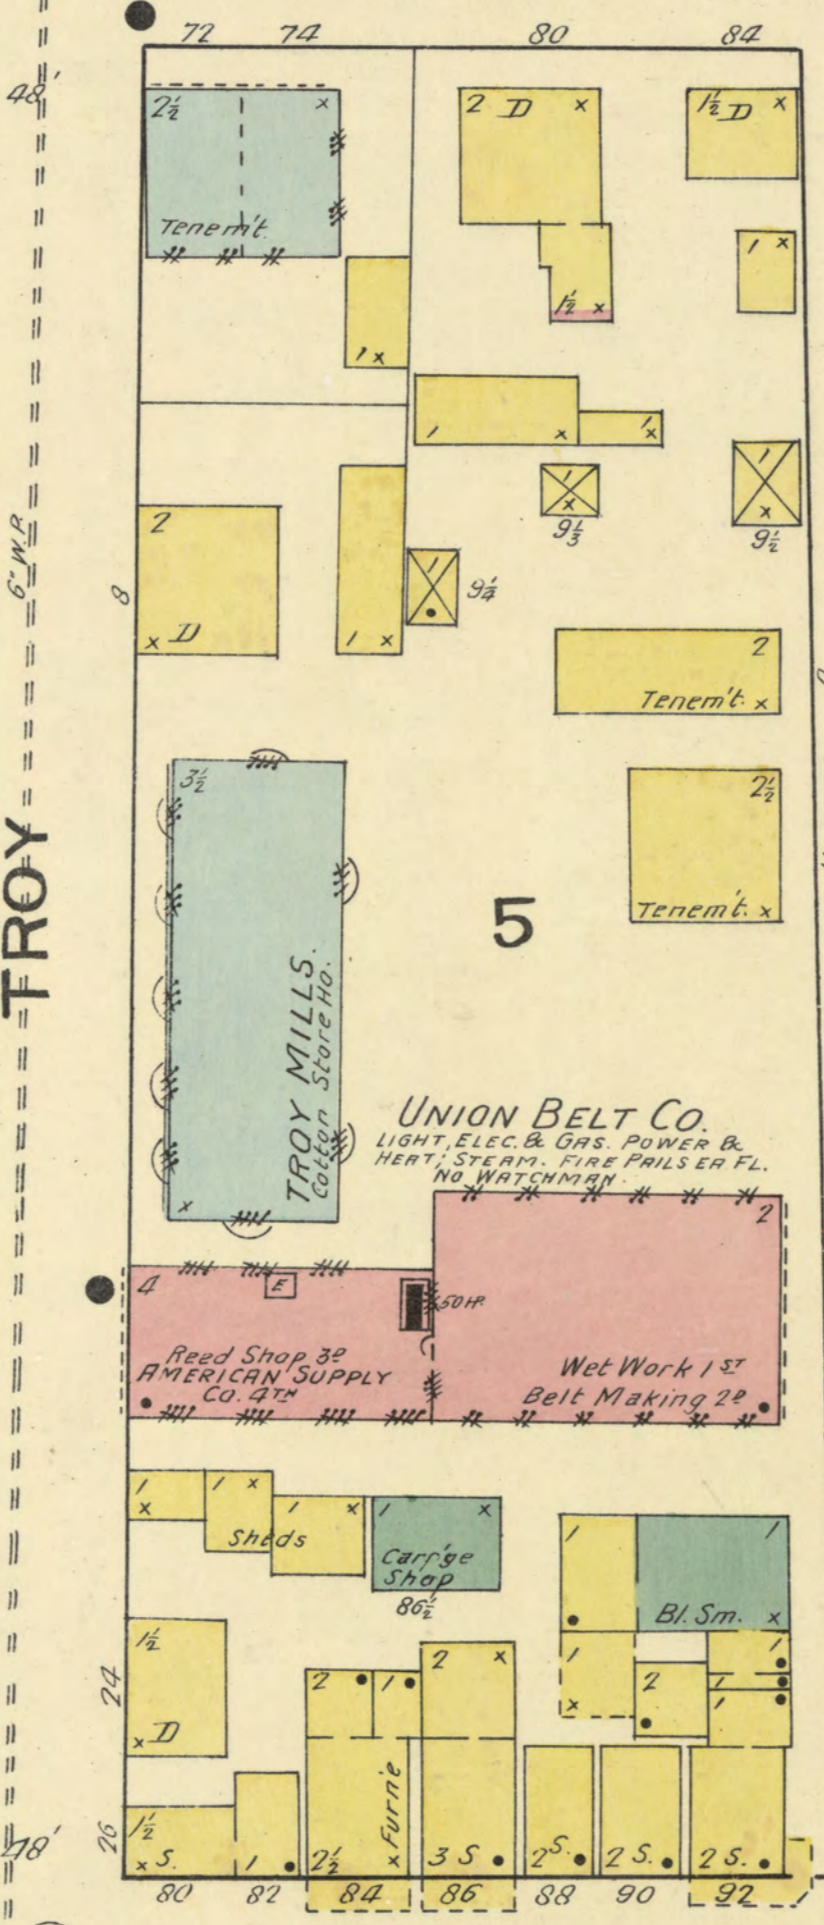 72 74 80 84
48'
2½ x
Tenem't.
2 D x
1½ D x
1 x
1½ x
1 x
1 x
1 x
1 x
9⅓
1 x
9½
6" W.P.
8
2
x D
1 x
1
9¼
2
Tenem't. x
2½
Tenem't. x
TROY
3½
TROY MILLS.
Cotton Store Ho.
x
5
UNION BELT CO.
LIGHT, ELEC. & GAS. POWER &
HEAT; STEAM. FIRE PAILS EA FL.
NO WATCHMAN.
2
4
E
50 HP.
Reed Shop 3D
AMERICAN SUPPLY
CO. 4TH
Wet Work 1ST
Belt Making 2D
1 x
1 x
1 x
Sheds
1 x
Carr'ge
Shop
86½
1
1
Bl. Sm. x
24
1½
x D
2 1
2 x
1 x
2
1
1
1
26
48'
1½
x S.
1
2½ x Furn'e
3 S
2 S.
2 S.
2 S.
80 82 84 86 88 90 92